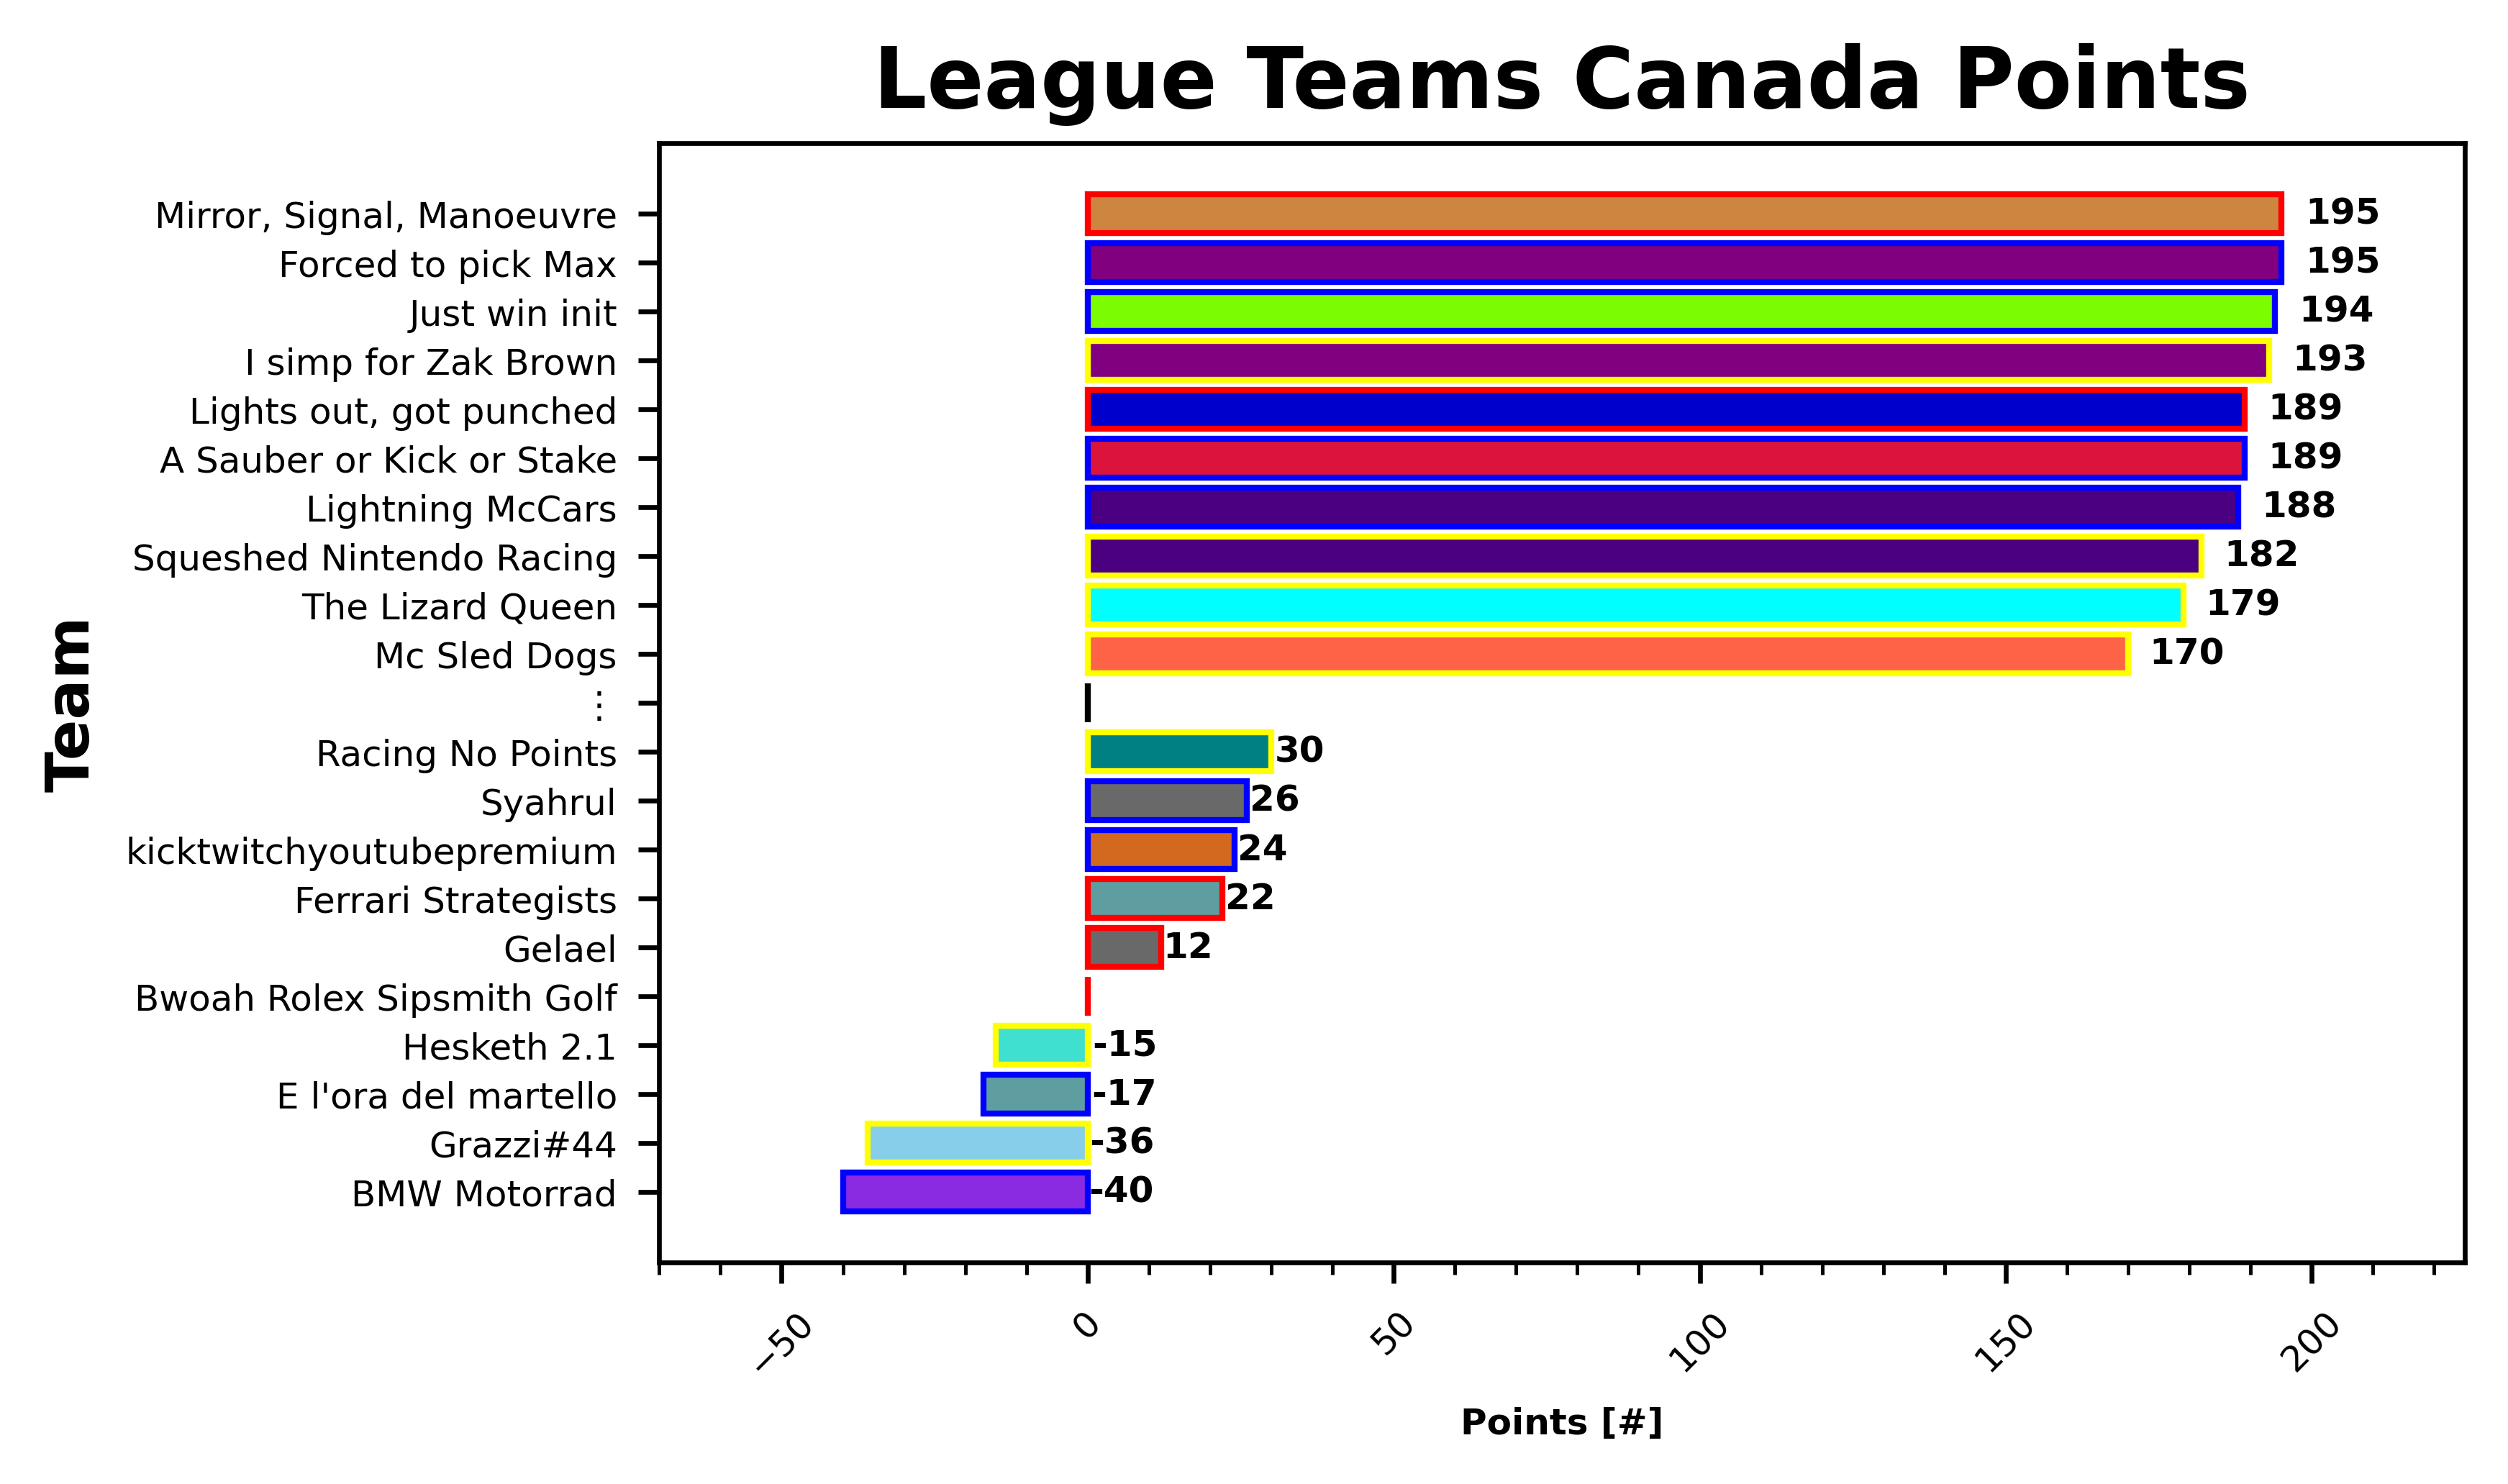 League Teams Canada Points
Team
Mirror, Signal, Manoeuvre 195
Forced to pick Max 195
Just win init 194
I simp for Zak Brown 193
Lights out, got punched 189
A Sauber or Kick or Stake 189
Lightning McCars 188
Squeshed Nintendo Racing 182
The Lizard Queen 179
Mc Sled Dogs 170
⋮
Racing No Points 30
Syahrul 26
kicktwitchyoutubepremium 24
Ferrari Strategists 22
Gelael 12
Bwoah Rolex Sipsmith Golf
Hesketh 2.1 -15
E l'ora del martello -17
Grazzi#44 -36
BMW Motorrad -40
−50 0 50 100 150 200
Points [#]